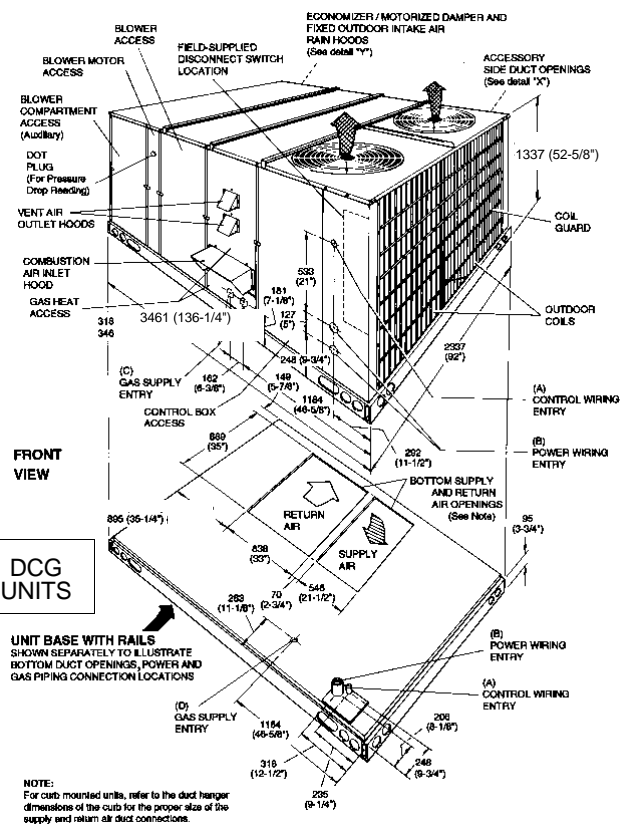 ECONOMIZER / MOTORIZED DAMPER AND
FIXED OUTDOOR INTAKE AIR
RAIN HOODS
(See detail "Y")
BLOWER
ACCESS
FIELD-SUPPLIED
DISCONNECT SWITCH
LOCATION
BLOWER MOTOR
ACCESS
ACCESSORY
SIDE DUCT OPENINGS
(See detail "X")
BLOWER
COMPARTMENT
ACCESS
(Auxiliary)
DOT
PLUG
(For Pressure
Drop Reading)
1337 (52-5/8")
VENT AIR
OUTLET HOODS
COIL
GUARD
COMBUSTION
AIR INLET
HOOD
GAS HEAT
ACCESS
533
(21")
181
(7-1/8")
127
(5")
OUTDOOR
COILS
318
346
3461 (136-1/4")
248 (9-3/4")
2337
(92")
(C)
GAS SUPPLY
ENTRY
162
(6-3/8")
149
(5-7/8")
CONTROL BOX
ACCESS
1184
(46-5/8")
(A)
CONTROL WIRING
ENTRY
889
(35")
292
(11-1/2")
(B)
POWER WIRING
ENTRY
FRONT
VIEW
BOTTOM SUPPLY
AND RETURN
AIR OPENINGS
(See Note)
RETURN
AIR
895 (35-1/4")
95
(3-3/4")
838
(33")
SUPPLY
AIR
DCG
UNITS
70
(2-3/4")
546
(21-1/2")
283
(11-1/8")
UNIT BASE WITH RAILS
SHOWN SEPARATELY TO ILLUSTRATE
BOTTOM DUCT OPENINGS, POWER AND
GAS PIPING CONNECTION LOCATIONS
(B)
POWER WIRING
ENTRY
(A)
CONTROL WIRING
ENTRY
(D)
GAS SUPPLY
ENTRY
1184
(46-5/8")
206
(8-1/8")
318
(12-1/2")
248
(9-3/4")
235
(9-1/4")
NOTE:
For curb mounted units, refer to the duct hanger
dimensions of the curb for the proper size of the
supply and return air duct connections.